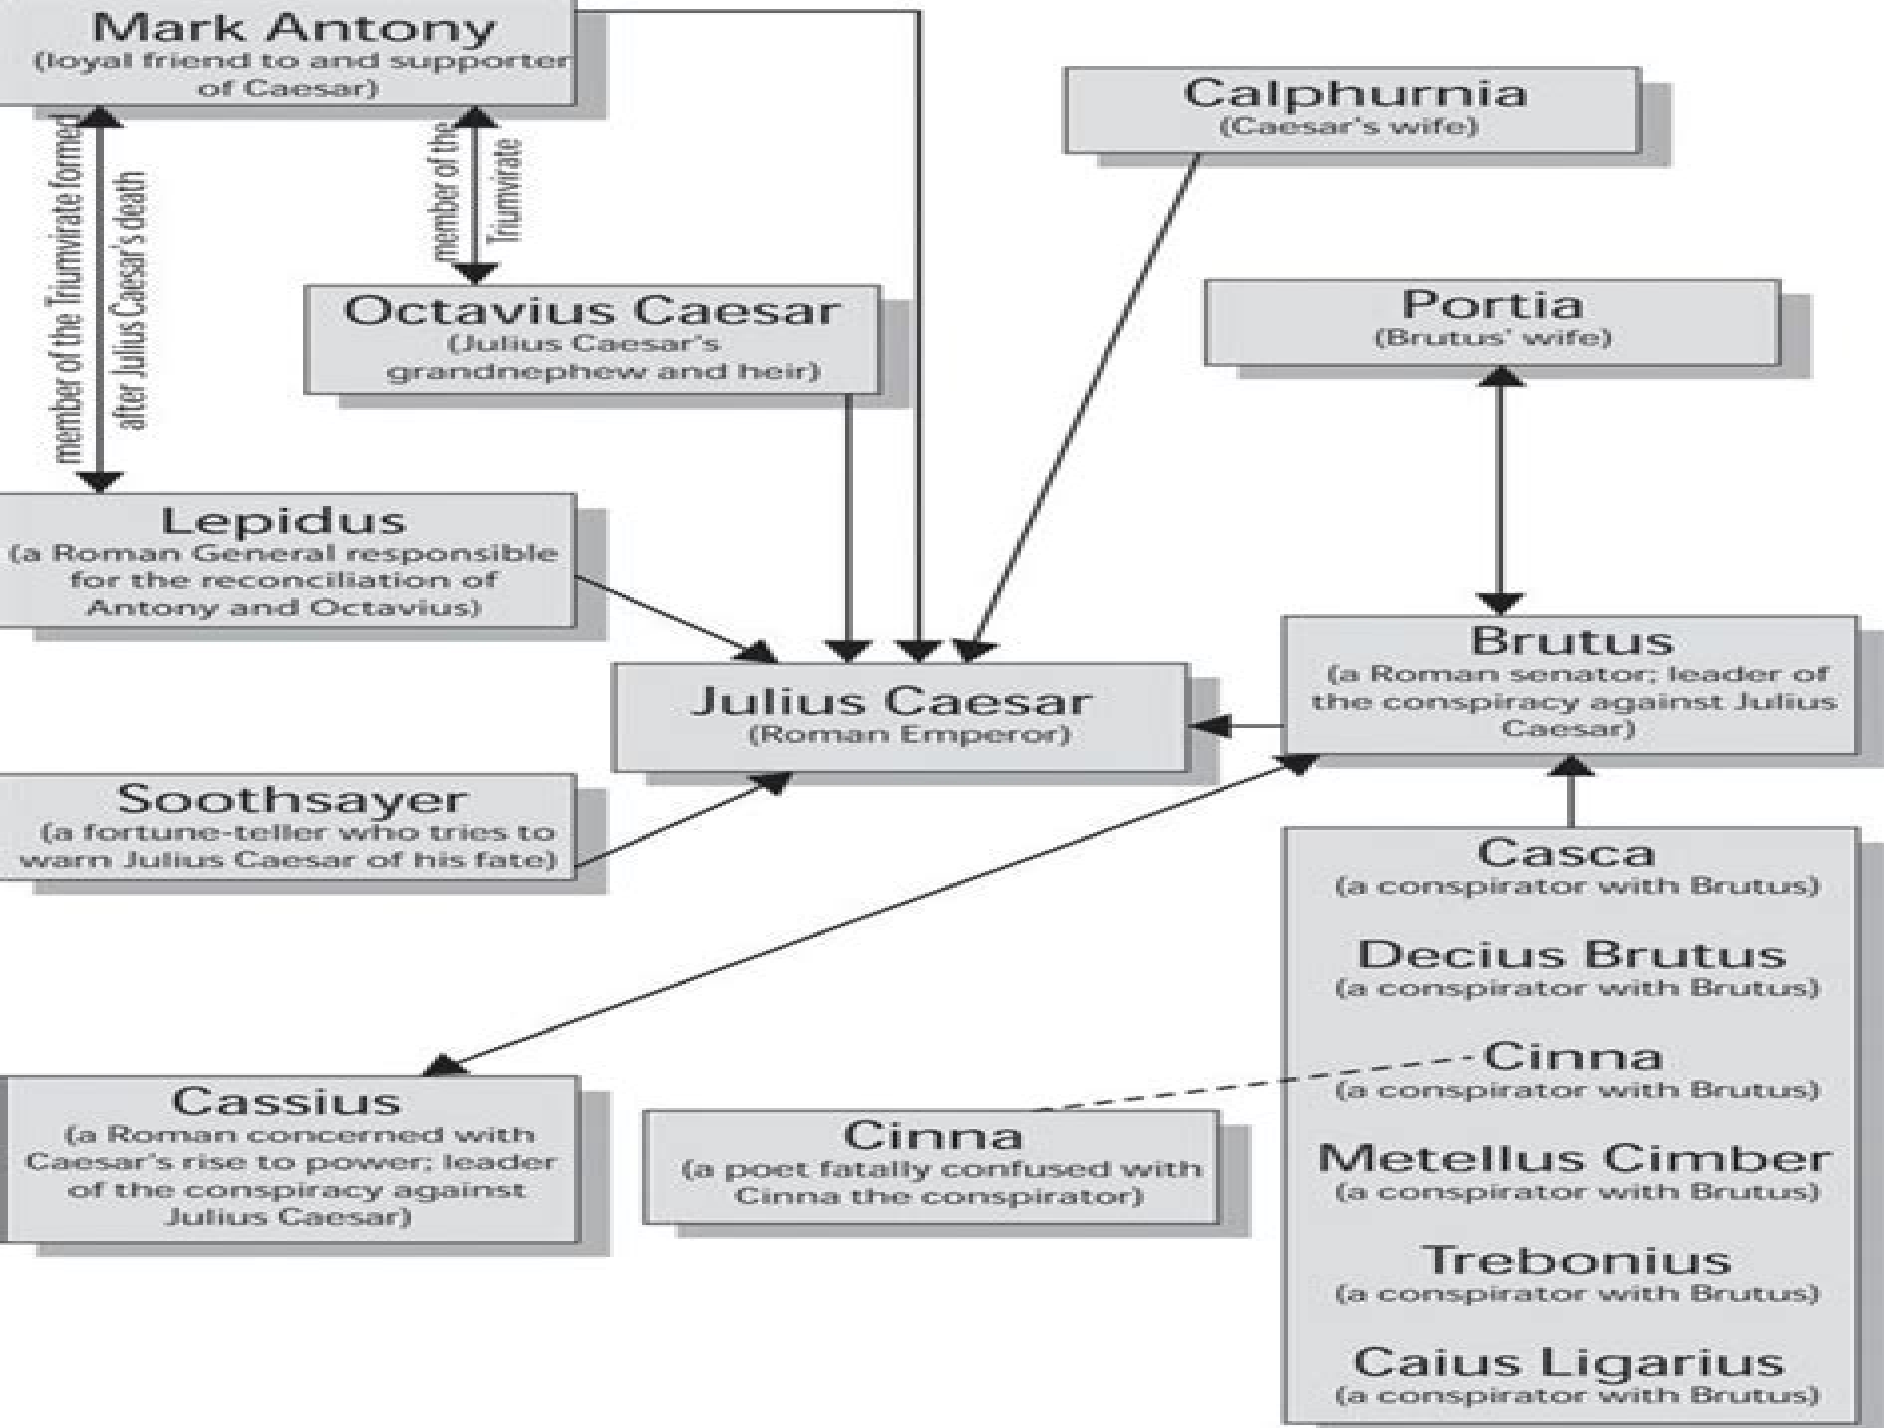 Mark Antony
(loyal friend to and supporter
of Caesar)
Calphurnia
(Caesar's wife)
member of the Triumvirate formed
after Julius Caesar's death
member of the
Triumvirate
Octavius Caesar
(Julius Caesar's
grandnephew and heir)
Portia
(Brutus' wife)
Lepidus
(a Roman General responsible
for the reconciliation of
Antony and Octavius)
Julius Caesar
(Roman Emperor)
Brutus
(a Roman senator; leader of
the conspiracy against Julius
Caesar)
Soothsayer
(a fortune-teller who tries to
warn Julius Caesar of his fate)
Casca
(a conspirator with Brutus)
Decius Brutus
(a conspirator with Brutus)
Cinna
(a conspirator with Brutus)
Metellus Cimber
(a conspirator with Brutus)
Trebonius
(a conspirator with Brutus)
Caius Ligarius
(a conspirator with Brutus)
Cassius
(a Roman concerned with
Caesar's rise to power; leader
of the conspiracy against
Julius Caesar)
Cinna
(a poet fatally confused with
Cinna the conspirator)